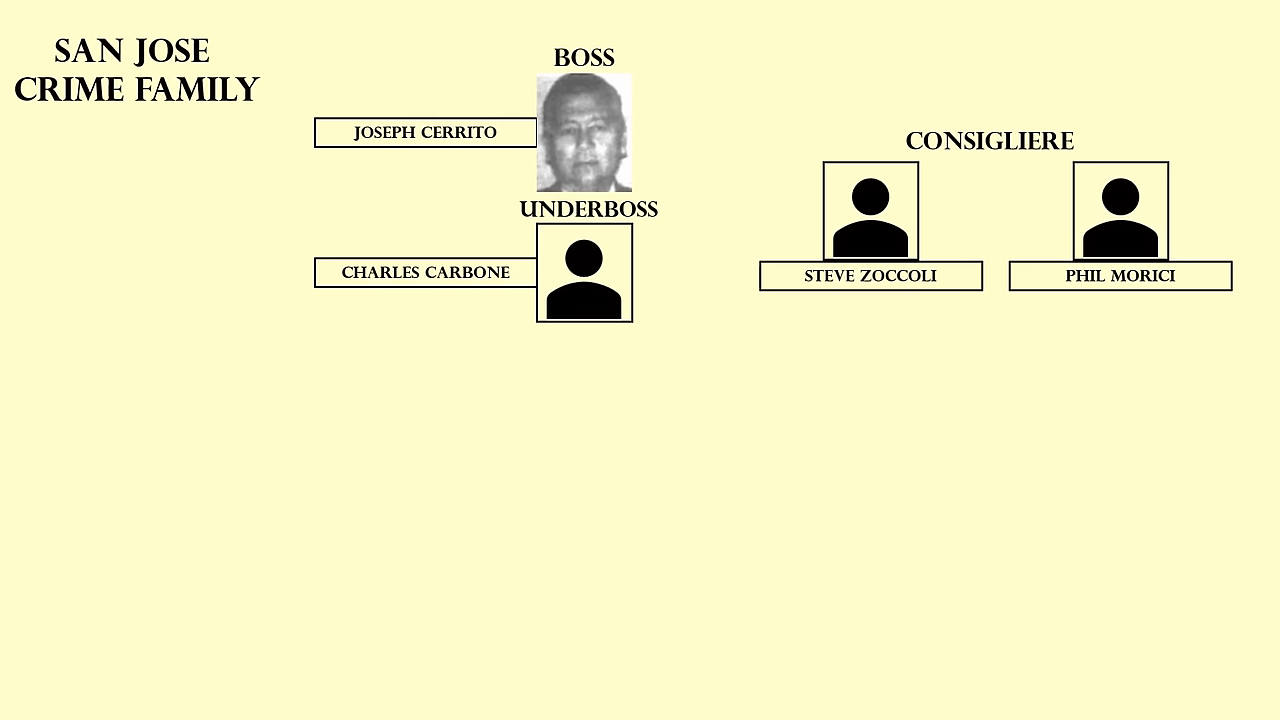 SAN JOSE
CRIME FAMILY
BOSS
JOSEPH CERRITO
UNDERBOSS
CHARLES CARBONE
CONSIGLIERE
STEVE ZOCCOLI
PHIL MORICI